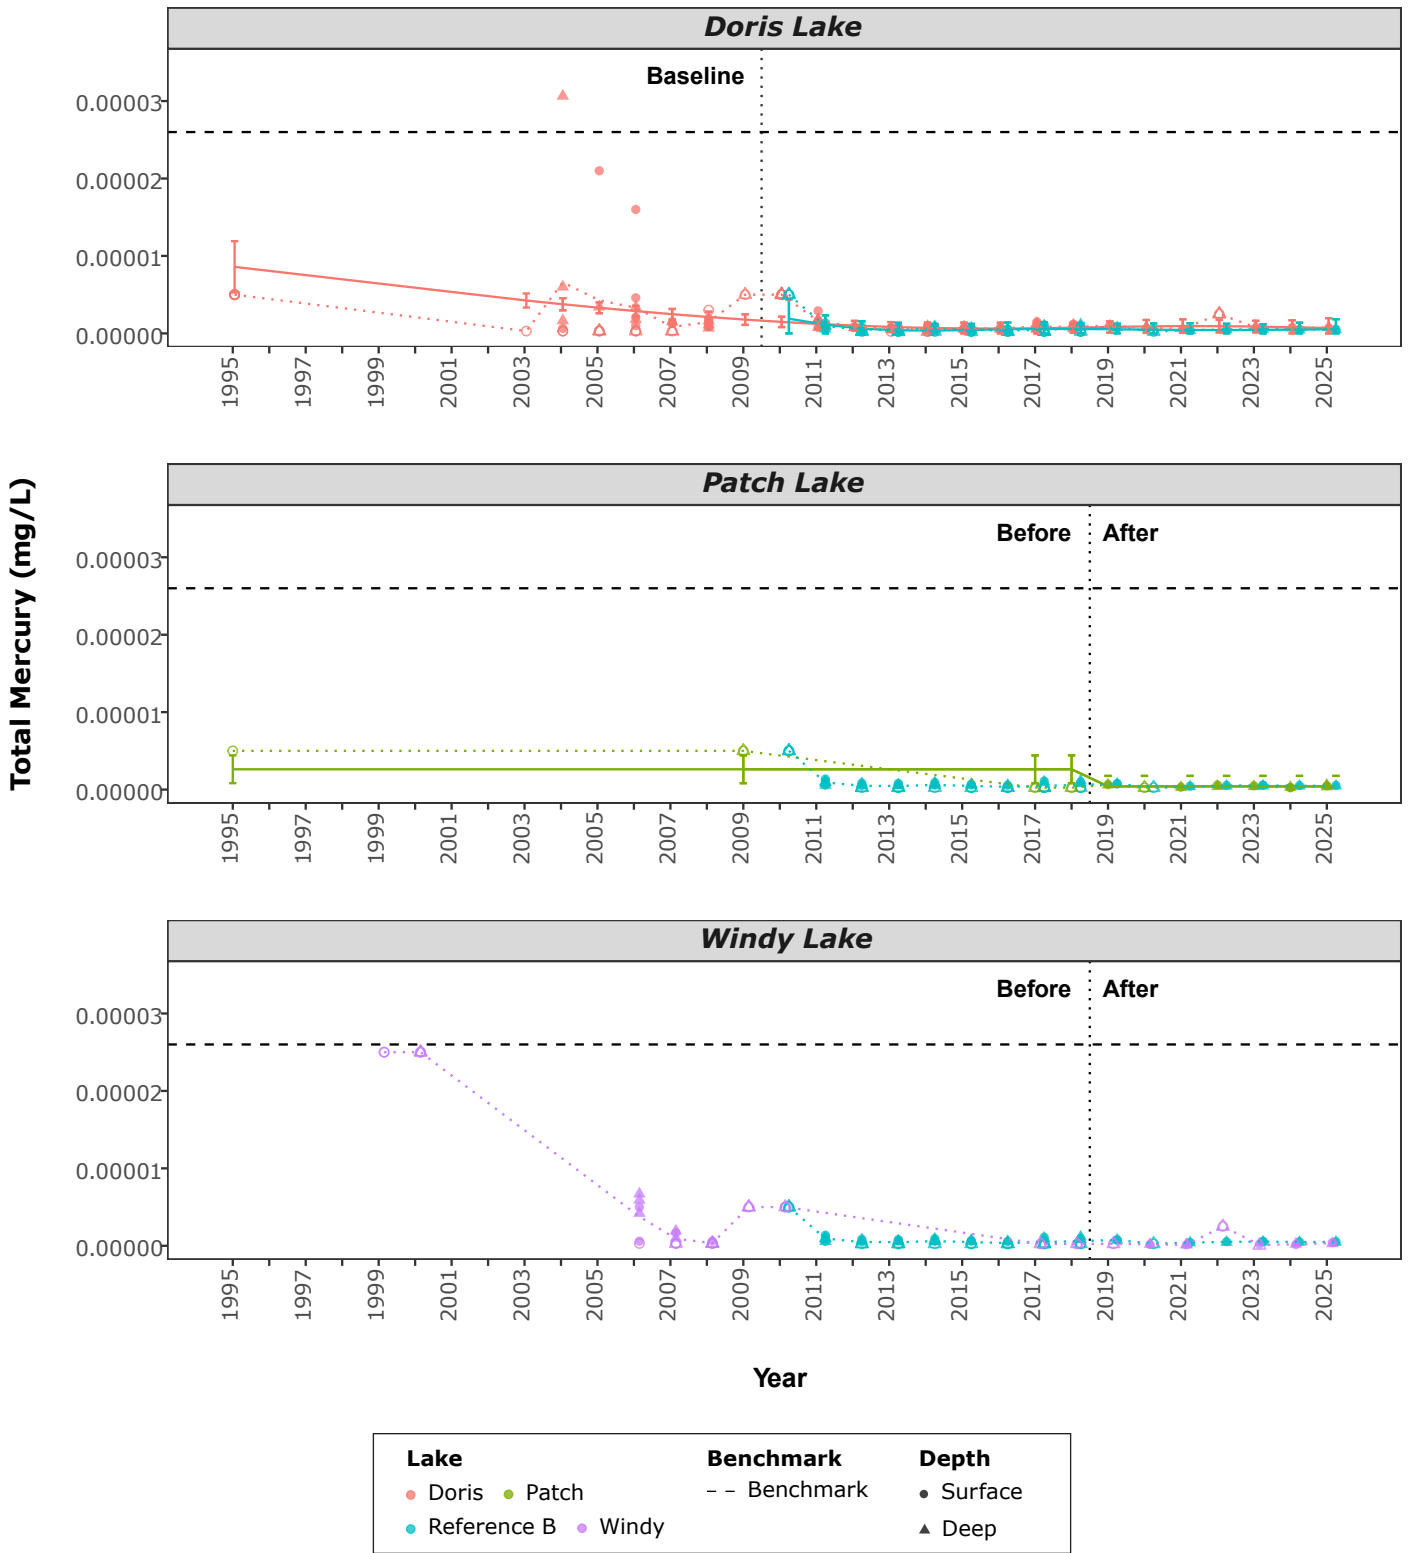 Doris Lake
Baseline
0.00003
0.00002
0.00001
0.00000
1995 1997 1999 2001 2003 2005 2007 2009 2011 2013 2015 2017 2019 2021 2023 2025
Patch Lake
Before After
0.00003
0.00002
0.00001
0.00000
1995 1997 1999 2001 2003 2005 2007 2009 2011 2013 2015 2017 2019 2021 2023 2025
Total Mercury (mg/L)
Windy Lake
Before After
0.00003
0.00002
0.00001
0.00000
1995 1997 1999 2001 2003 2005 2007 2009 2011 2013 2015 2017 2019 2021 2023 2025
Year
Lake Benchmark Depth
Doris Patch Benchmark Surface
Reference B Windy Deep